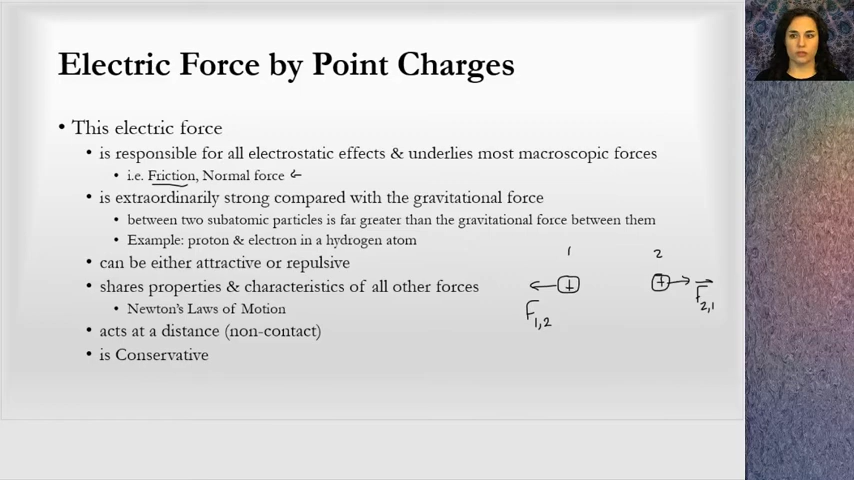 Electric Force by Point Charges
• This electric force
• is responsible for all electrostatic effects & underlies most macroscopic forces
• i.e. Friction, Normal force ←
• is extraordinarily strong compared with the gravitational force
• between two subatomic particles is far greater than the gravitational force between them
• Example: proton & electron in a hydrogen atom
• can be either attractive or repulsive
• shares properties & characteristics of all other forces
• Newton's Laws of Motion
• acts at a distance (non-contact)
• is Conservative
1 2
← + + →
F1,2
F2,1